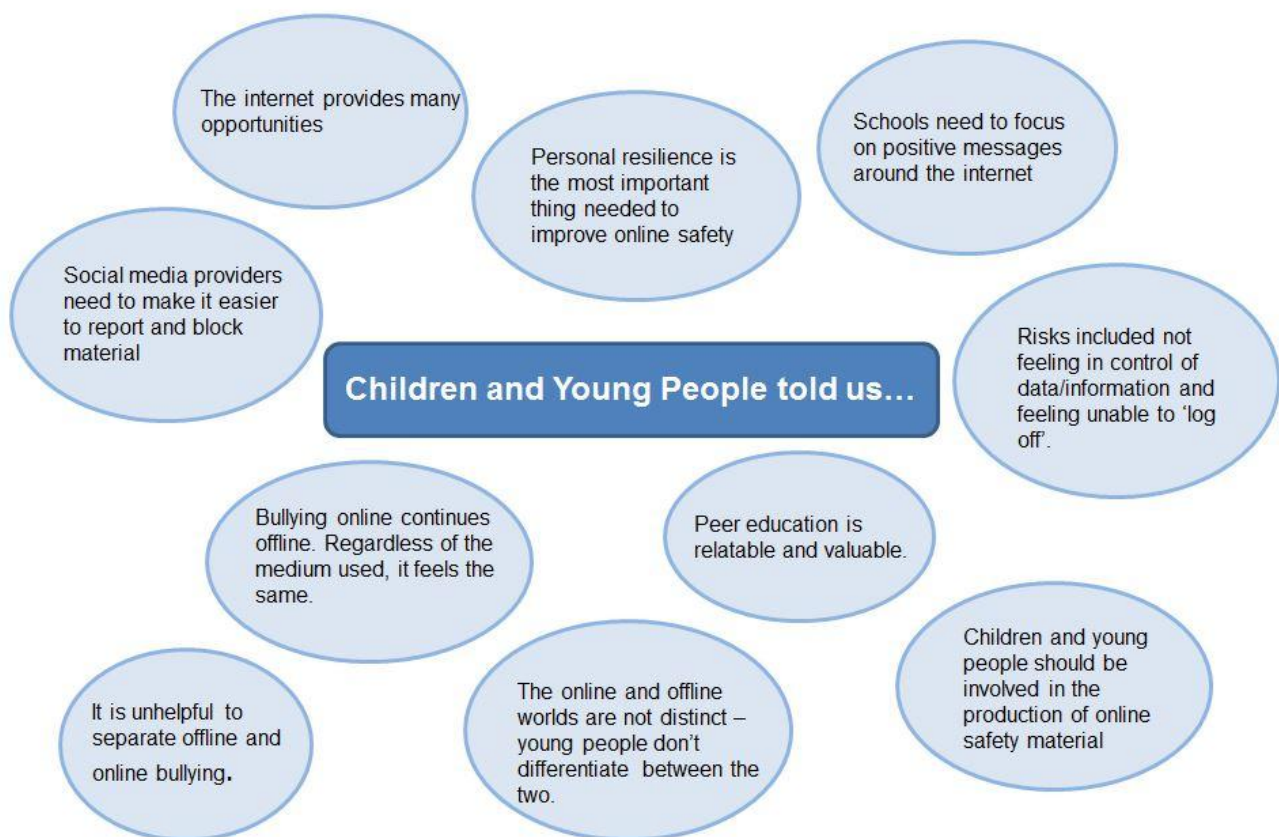 The internet provides many
opportunities
Personal resilience is
the most important
thing needed to
improve online safety
Schools need to focus
on positive messages
around the internet
Social media providers
need to make it easier
to report and block
material
Children and Young People told us…
Risks included not
feeling in control of
data/information and
feeling unable to ‘log
off’.
Bullying online continues
offline. Regardless of the
medium used, it feels the
same.
Peer education is
relatable and valuable.
It is unhelpful to
separate offline and
online bullying.
The online and offline
worlds are not distinct –
young people don’t
differentiate between the
two.
Children and young
people should be
involved in the
production of online
safety material